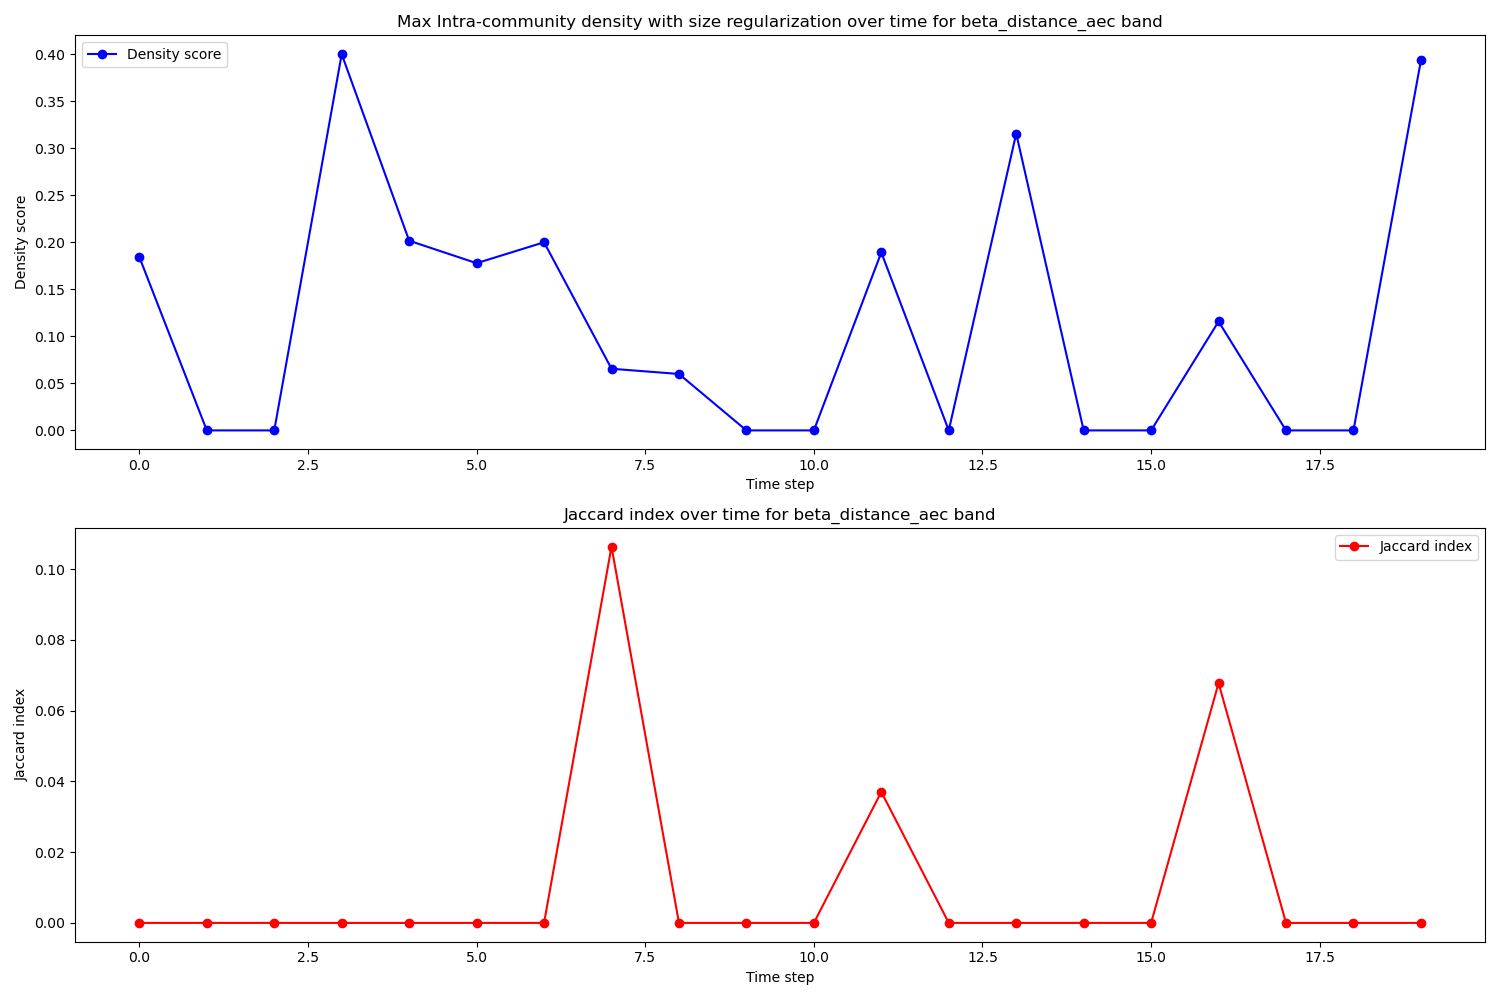 Max Intra-community density with size regularization over time for beta_distance_aec band
Density score
0.40
0.35
0.30
0.25
0.20
0.15
0.10
0.05
0.00
Density score
0.0 2.5 5.0 7.5 10.0 12.5 15.0 17.5
Time step
Jaccard index over time for beta_distance_aec band
Jaccard index
0.10
0.08
0.06
0.04
0.02
0.00
Jaccard index
0.0 2.5 5.0 7.5 10.0 12.5 15.0 17.5
Time step